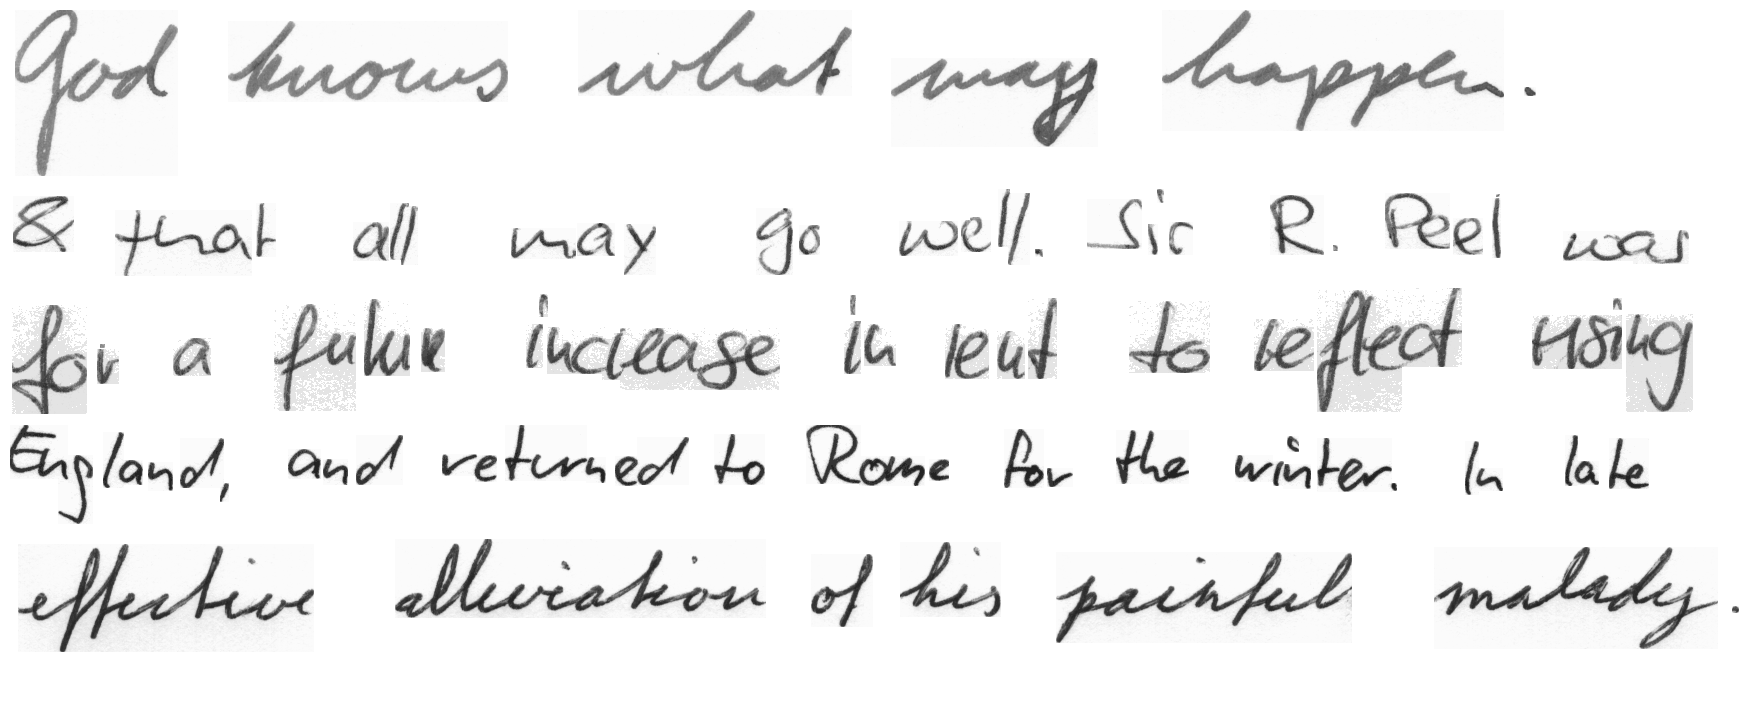 God knows what may happen.
& that all may go well. Sir R. Peel was
for a future increase in rent to reflect rising
England, and returned to Rome for the winter. In late
effective alleviation of his painful malady.